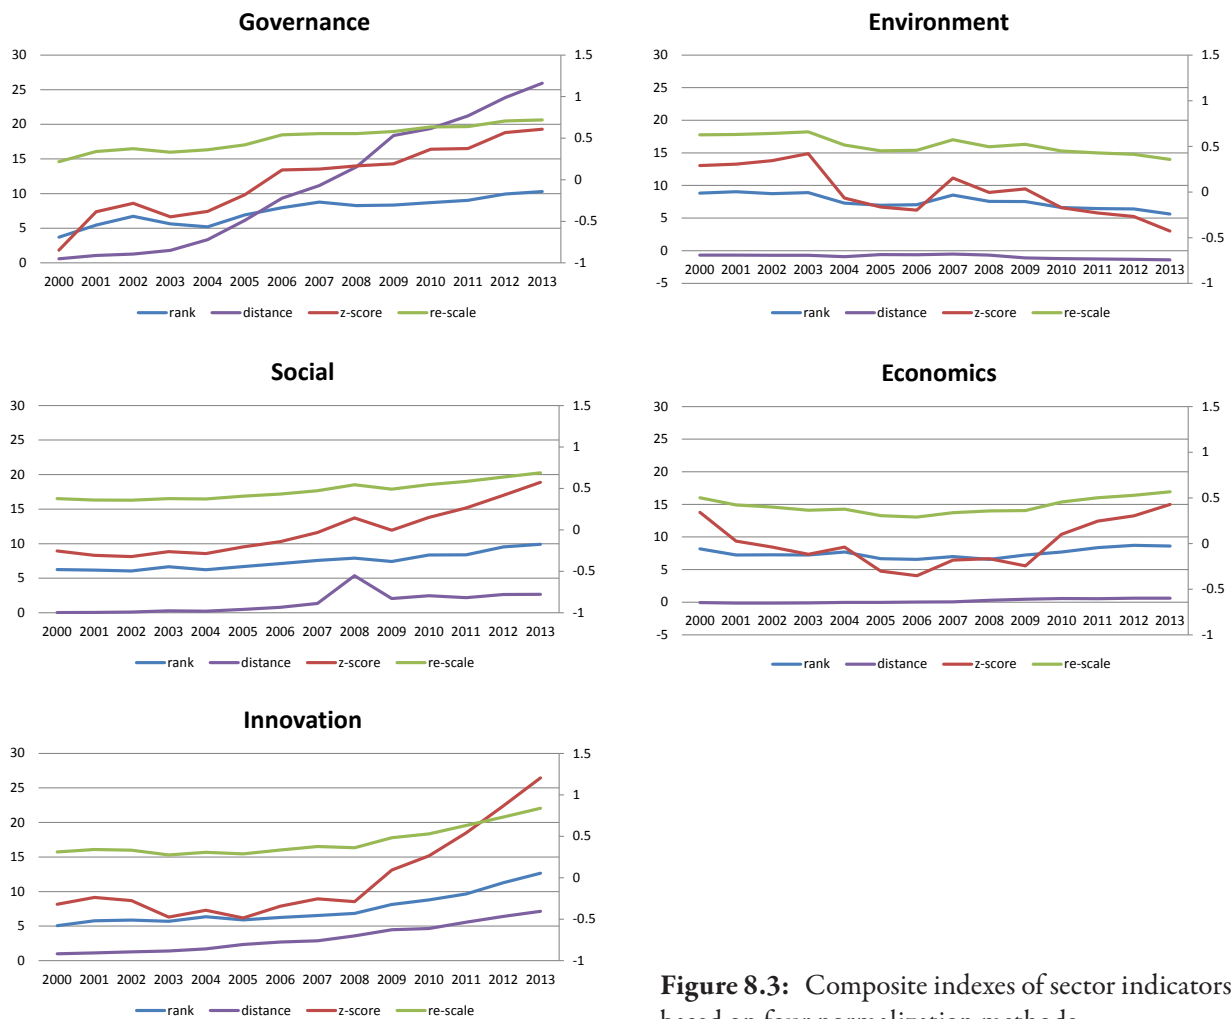 Governance
30 1.5
25 1
20 0.5
15 0
10 -0.5
5
0 -1
2000 2001 2002 2003 2004 2005 2006 2007 2008 2009 2010 2011 2012 2013
rank distance z-score re-scale
Environment
30 1.5
25 1
20 0.5
15
10 0
5 -0.5
0
2000 2001 2002 2003 2004 2005 2006 2007 2008 2009 2010 2011 2012 2013
-5 -1
rank distance z-score re-scale
Social
30 1.5
25 1
20 0.5
15 0
10 -0.5
5
0 -1
2000 2001 2002 2003 2004 2005 2006 2007 2008 2009 2010 2011 2012 2013
rank distance z-score re-scale
Economics
30 1.5
25 1
20 0.5
15
10 0
5 -0.5
0
2000 2001 2002 2003 2004 2005 2006 2007 2008 2009 2010 2011 2012 2013
-5 -1
rank distance z-score re-scale
Innovation
30 1.5
25 1
20 0.5
15 0
10 -0.5
5
0 -1
2000 2001 2002 2003 2004 2005 2006 2007 2008 2009 2010 2011 2012 2013
rank distance z-score re-scale
Figure 8.3: Composite indexes of sector indicators
based on four normalization methods